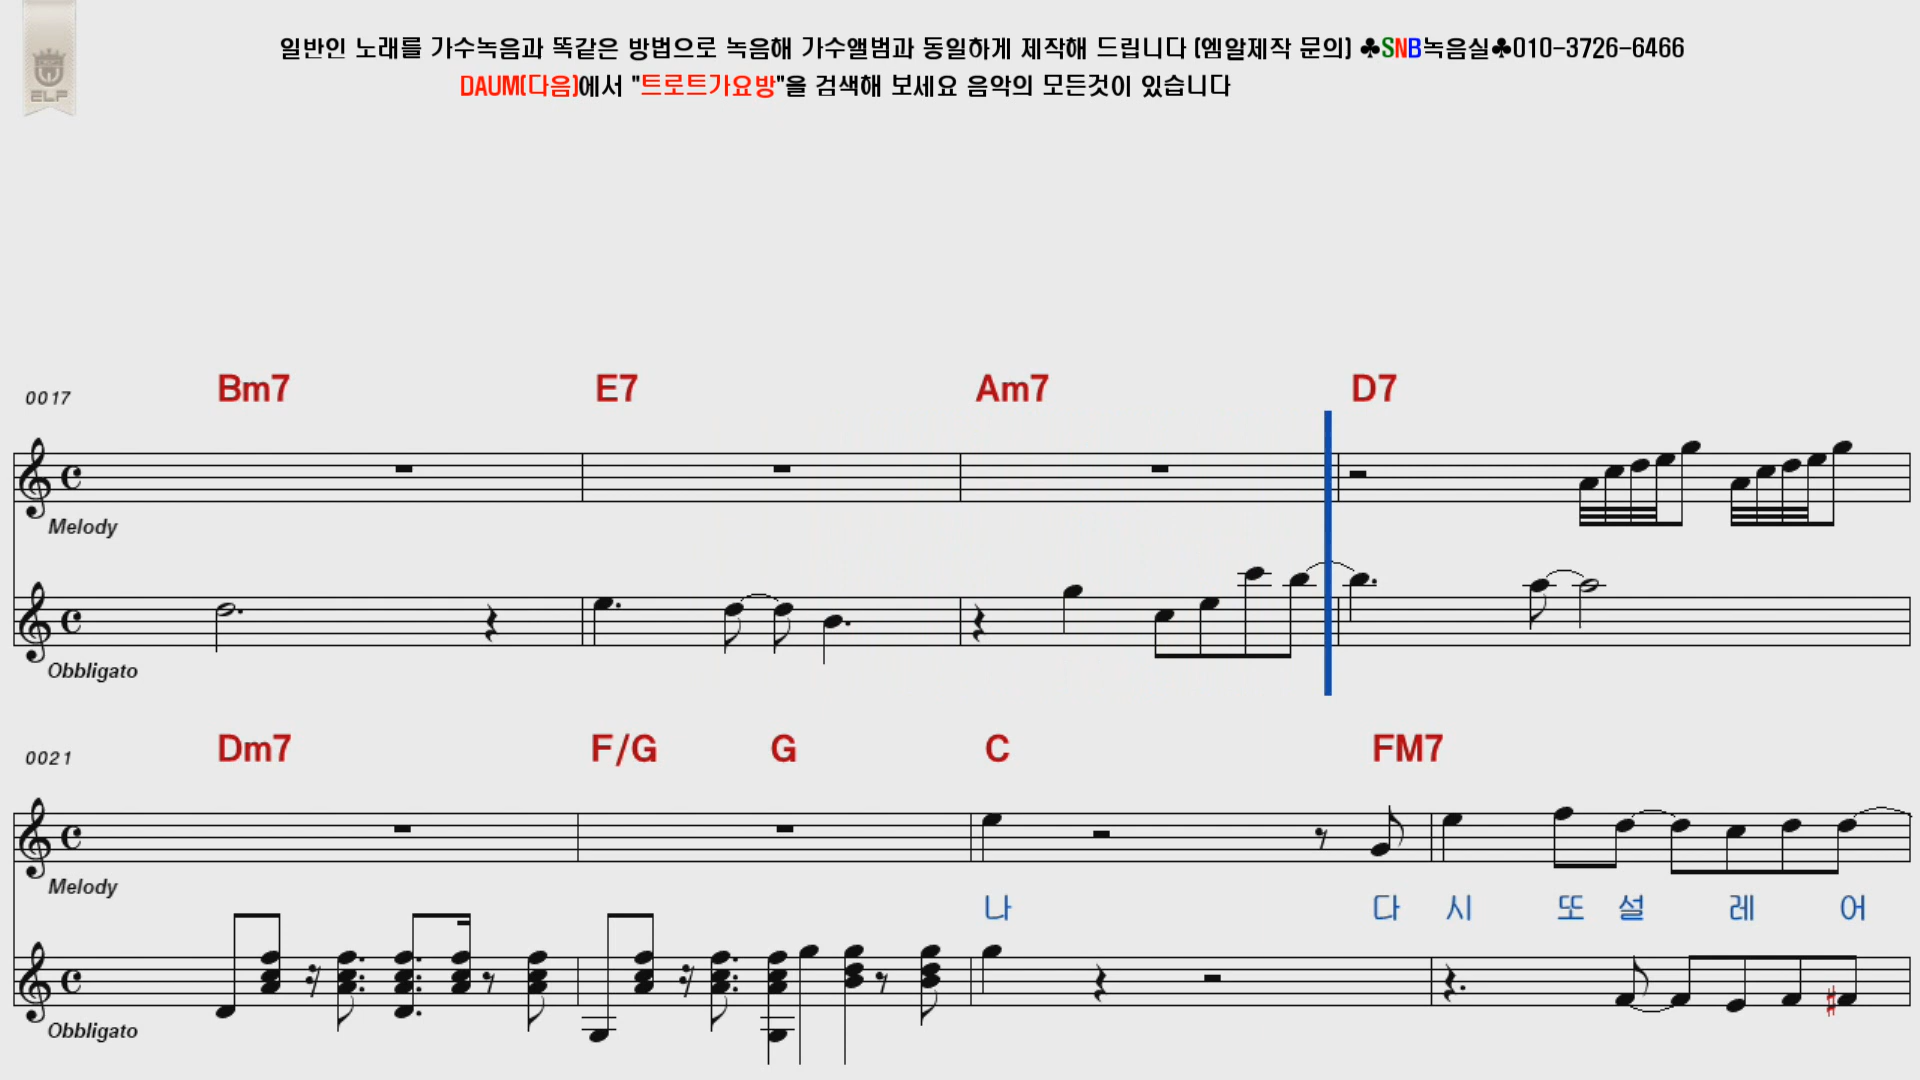 ELF
일반인 노래를 가수녹음과 똑같은 방법으로 녹음해 가수앨범과 동일하게 제작해 드립니다 (엠알제작 문의) ♣SNB녹음실♣010-3726-6466
DAUM(다음)에서 "트로트가요방"을 검색해 보세요 음악의 모든것이 있습니다
0017 Bm7 E7 Am7 D7
Melody
Obbligato
0021 Dm7 F/G G C FM7
Melody
나 다 시 또 설 레 어
Obbligato